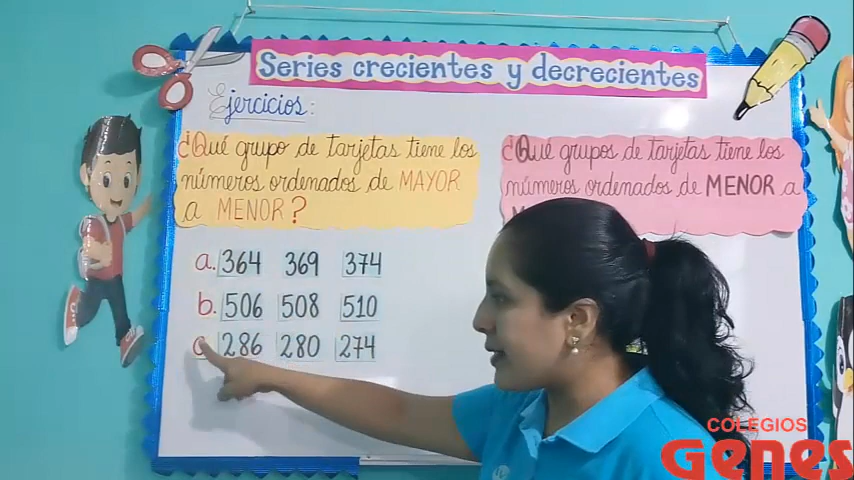 Series crecientes y decrecientes
Ejercicios:
¿Qué grupo de tarjetas tiene los
números ordenados de MAYOR
a MENOR?
¿Qué grupos de tarjetas tiene los
números ordenados de MENOR a
a. 364 369 374
b. 506 508 510
c 286 280 274
COLEGIOS
Genes